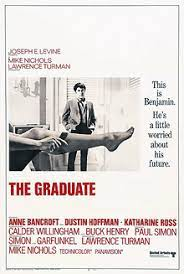 JOSEPH E. LEVINE
MIKE NICHOLS
LAWRENCE TURMAN
This is
Benjamin.
He's a
little worried
about his
future.
THE GRADUATE
ANNE BANCROFT DUSTIN HOFFMAN · KATHARINE ROSS
CALDER WILLINGHAM BUCK HENRY PAUL SIMON
SIMON GARFUNKEL LAWRENCE TURMAN
MIKE NICHOLS TECHNICOLOR® PANAVISION®